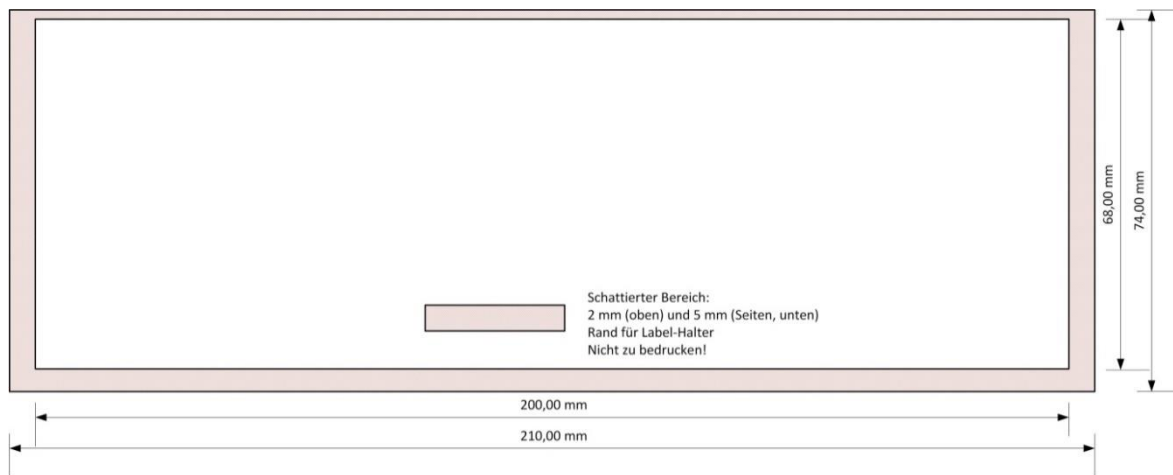 Schattierter Bereich:
2 mm (oben) und 5 mm (Seiten, unten)
Rand für Label-Halter
Nicht zu bedrucken!
68,00 mm
74,00 mm
200,00 mm
210,00 mm